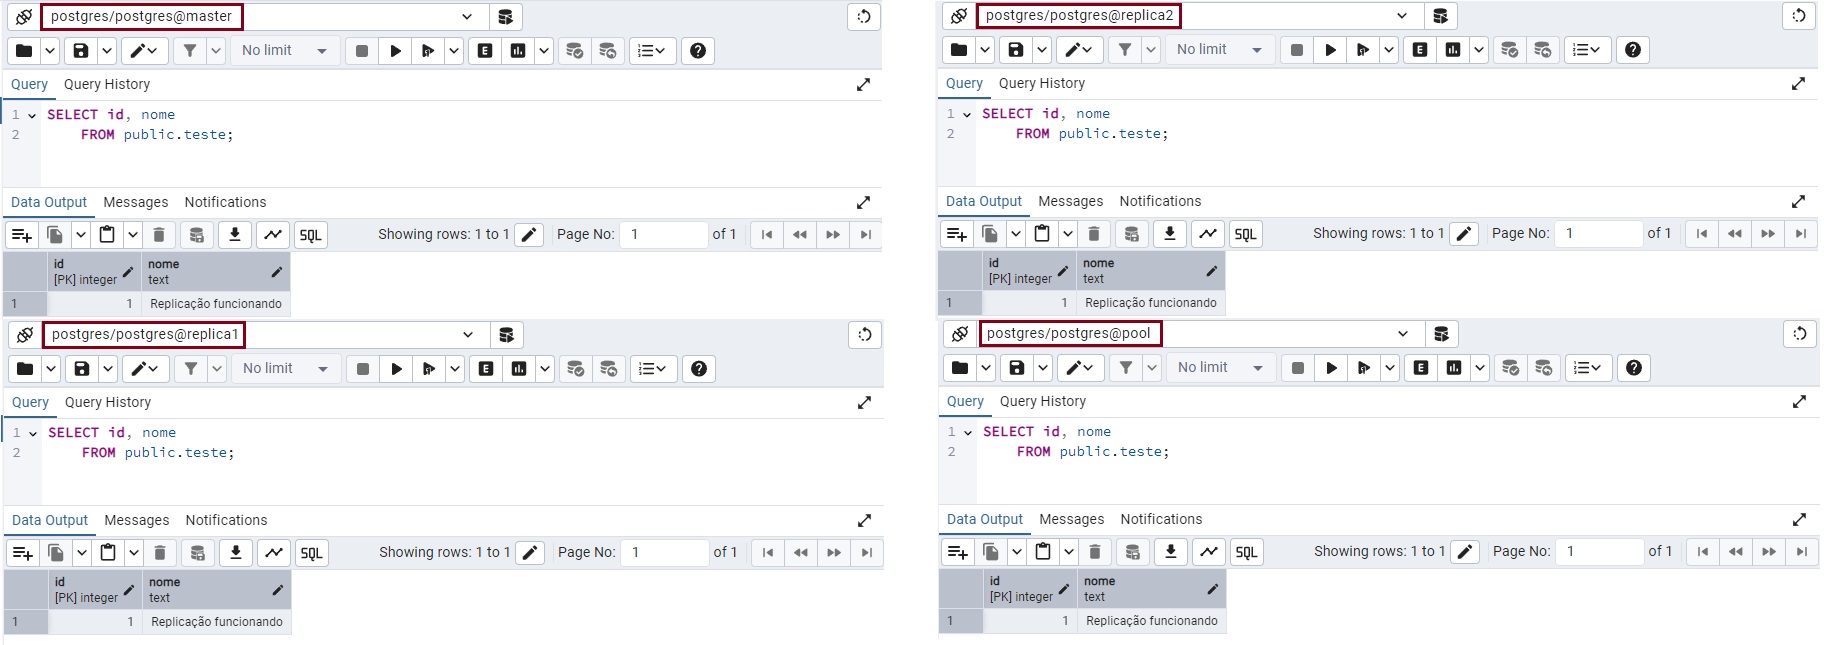 postgres/postgres@master
No limit
Query Query History
1 SELECT id, nome
2 FROM public.teste;
Data Output Messages Notifications
SQL Showing rows: 1 to 1 Page No: 1 of 1
id nome
[PK] integer text
1 1 Replicação funcionando
postgres/postgres@replica1
No limit
Query Query History
1 SELECT id, nome
2 FROM public.teste;
Data Output Messages Notifications
SQL Showing rows: 1 to 1 Page No: 1 of 1
id nome
[PK] integer text
1 1 Replicação funcionando
postgres/postgres@replica2
No limit
Query Query History
1 SELECT id, nome
2 FROM public.teste;
Data Output Messages Notifications
SQL Showing rows: 1 to 1 Page No: 1 of 1
id nome
[PK] integer text
1 1 Replicação funcionando
postgres/postgres@pool
No limit
Query Query History
1 SELECT id, nome
2 FROM public.teste;
Data Output Messages Notifications
SQL Showing rows: 1 to 1 Page No: 1 of 1
id nome
[PK] integer text
1 1 Replicação funcionando